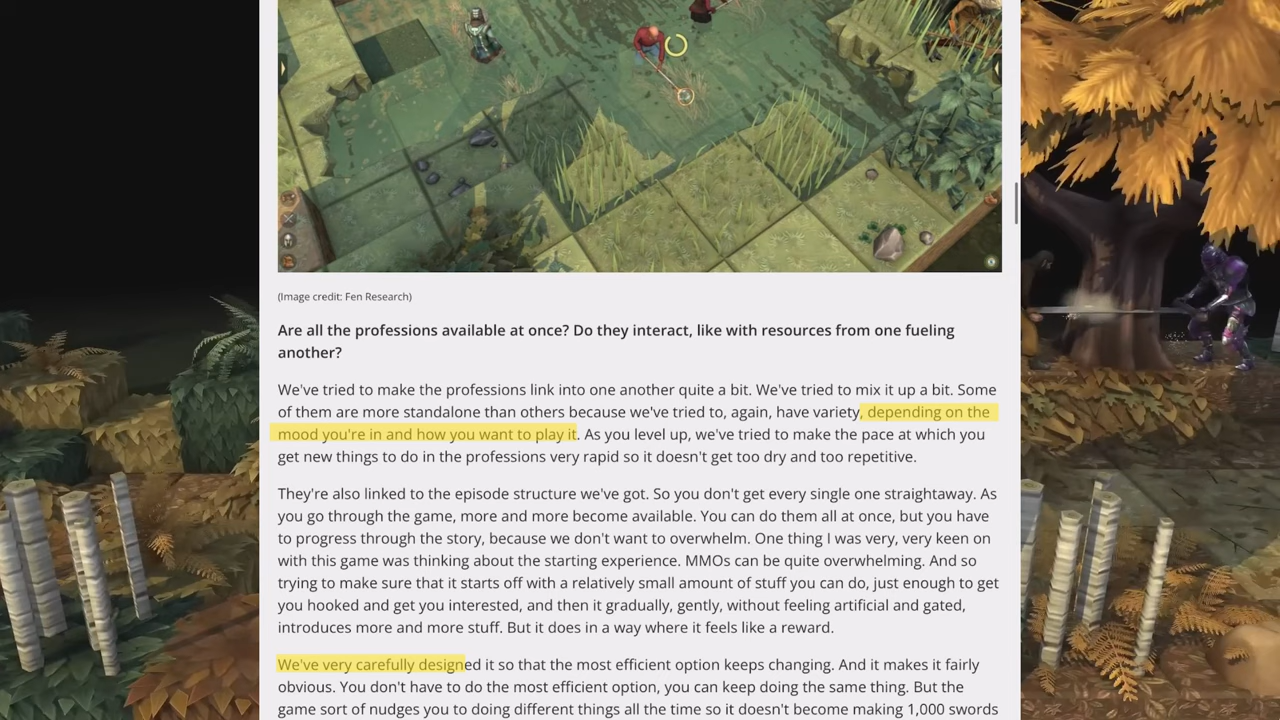 (Image credit: Fen Research)
Are all the professions available at once? Do they interact, like with resources from one fueling
another?
We've tried to make the professions link into one another quite a bit. We've tried to mix it up a bit. Some
of them are more standalone than others because we've tried to, again, have variety, depending on the
mood you're in and how you want to play it. As you level up, we've tried to make the pace at which you
get new things to do in the professions very rapid so it doesn't get too dry and too repetitive.
They're also linked to the episode structure we've got. So you don't get every single one straightaway. As
you go through the game, more and more become available. You can do them all at once, but you have
to progress through the story, because we don't want to overwhelm. One thing I was very, very keen on
with this game was thinking about the starting experience. MMOs can be quite overwhelming. And so
trying to make sure that it starts off with a relatively small amount of stuff you can do, just enough to get
you hooked and get you interested, and then it gradually, gently, without feeling artificial and gated,
introduces more and more stuff. But it does in a way where it feels like a reward.
We've very carefully designed it so that the most efficient option keeps changing. And it makes it fairly
obvious. You don't have to do the most efficient option, you can keep doing the same thing. But the
game sort of nudges you to doing different things all the time so it doesn't become making 1,000 swords